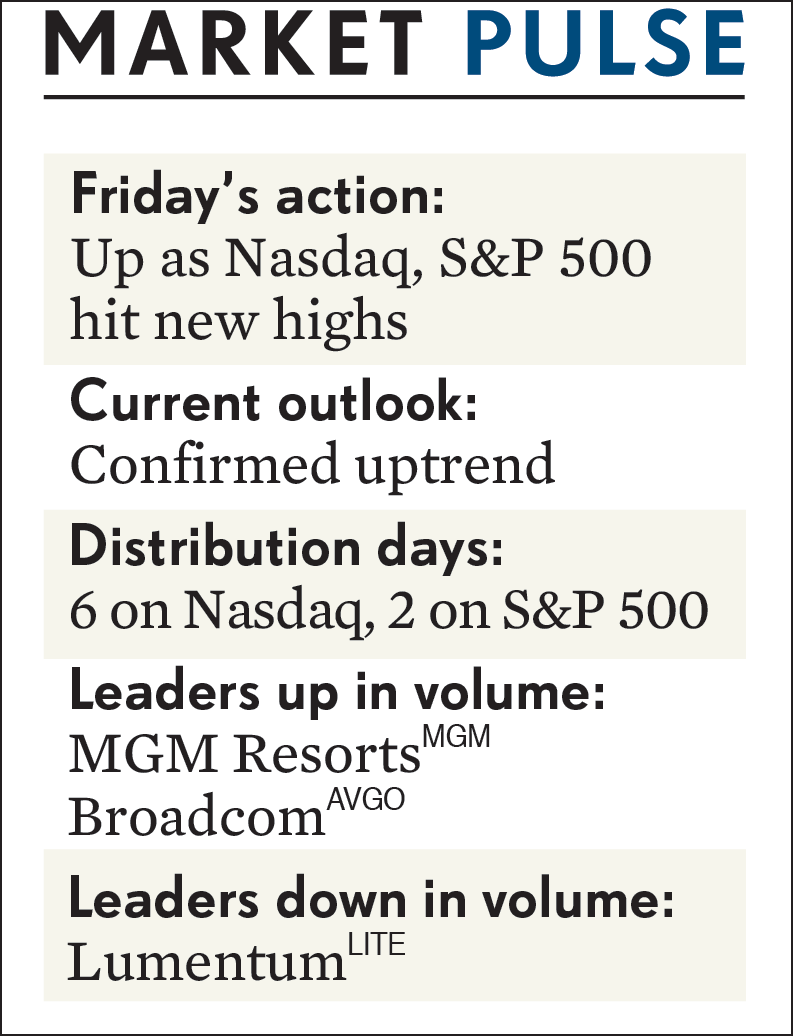 MARKET PULSE
Friday’s action:
Up as Nasdaq, S&P 500
hit new highs
Current outlook:
Confirmed uptrend
Distribution days:
6 on Nasdaq, 2 on S&P 500
Leaders up in volume:
MGM Resorts MGM
Broadcom AVGO
Leaders down in volume:
Lumentum LITE